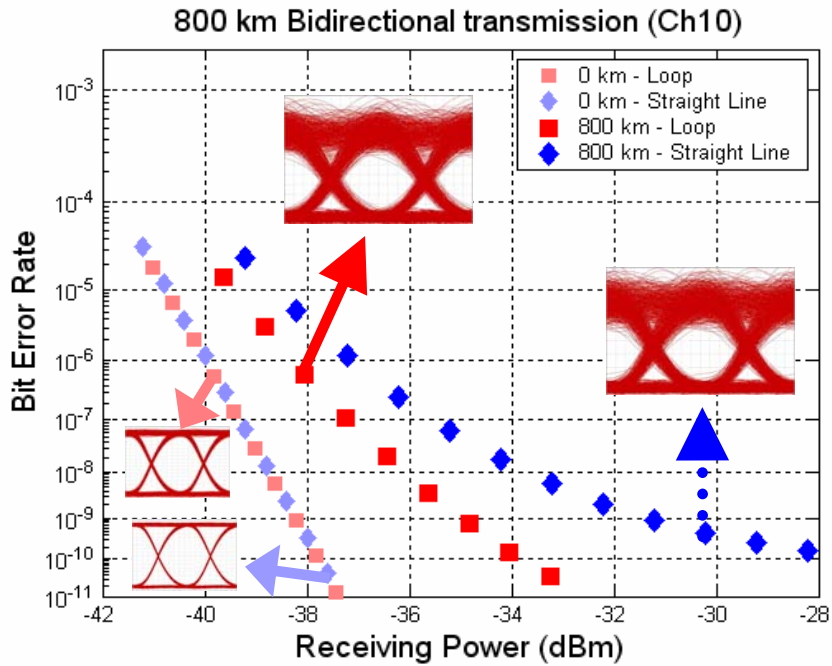 800 km Bidirectional transmission (Ch10)
0 km - Loop
0 km - Straight Line
800 km - Loop
800 km - Straight Line
Bit Error Rate
10⁻³
10⁻⁴
10⁻⁵
10⁻⁶
10⁻⁷
10⁻⁸
10⁻⁹
10⁻¹⁰
10⁻¹¹
-42 -40 -38 -36 -34 -32 -30 -28
Receiving Power (dBm)